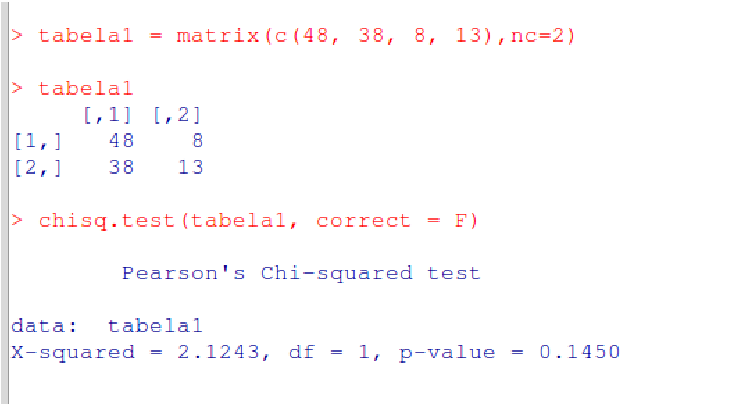 > tabela1 = matrix(c(48, 38, 8, 13),nc=2)
> tabela1
[,1] [,2]
[1,] 48 8
[2,] 38 13
> chisq.test(tabela1, correct = F)
Pearson's Chi-squared test
data: tabela1
X-squared = 2.1243, df = 1, p-value = 0.1450